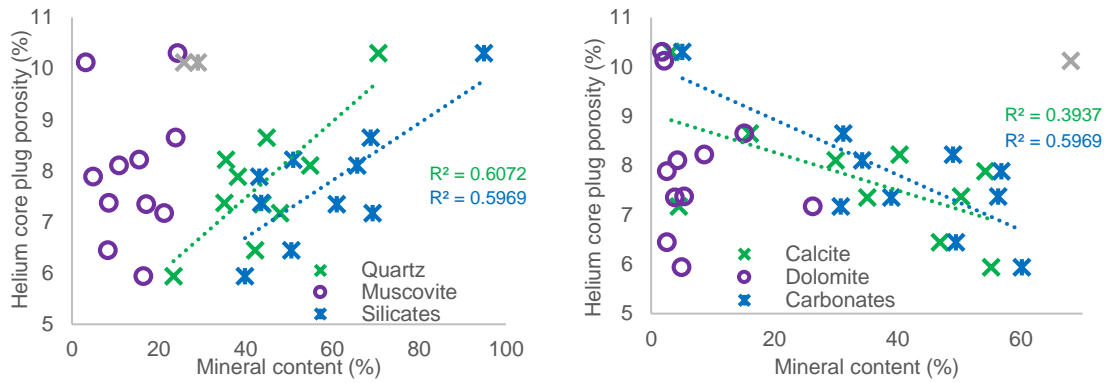 Helium core plug porosity (%)
11
10
9
8
7
6
5
R² = 0.6072
R² = 0.5969
Quartz
Muscovite
Silicates
0 20 40 60 80 100
Mineral content (%)
Helium core plug porosity (%)
11
10
9
8
7
6
5
R² = 0.3937
R² = 0.5969
Calcite
Dolomite
Carbonates
0 20 40 60
Mineral content (%)